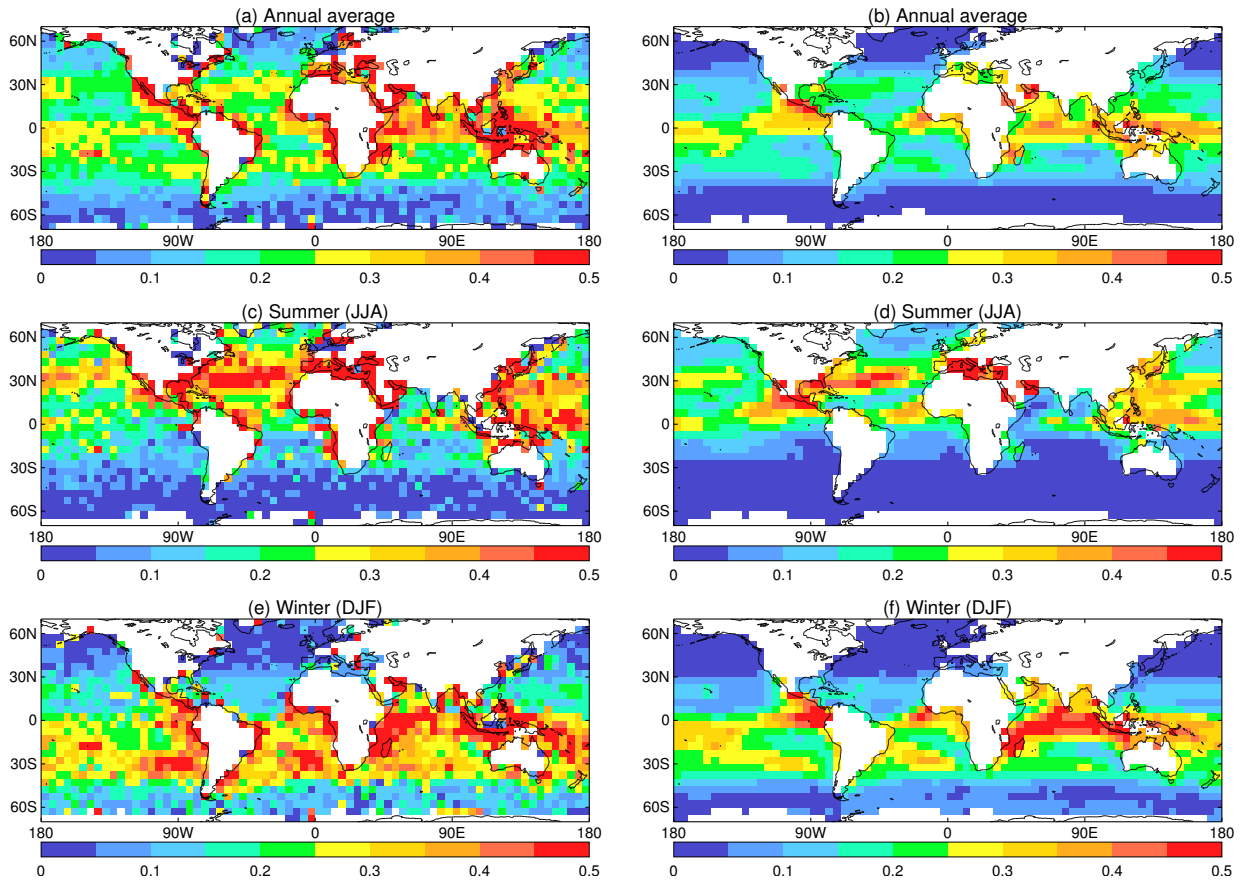 (a) Annual average
(b) Annual average
60N
30N
0
30S
60S
180 90W 0 90E 180
0 0.1 0.2 0.3 0.4 0.5
60N
30N
0
30S
60S
180 90W 0 90E 180
0 0.1 0.2 0.3 0.4 0.5
(c) Summer (JJA)
(d) Summer (JJA)
60N
30N
0
30S
60S
180 90W 0 90E 180
0 0.1 0.2 0.3 0.4 0.5
60N
30N
0
30S
60S
180 90W 0 90E 180
0 0.1 0.2 0.3 0.4 0.5
(e) Winter (DJF)
(f) Winter (DJF)
60N
30N
0
30S
60S
180 90W 0 90E 180
0 0.1 0.2 0.3 0.4 0.5
60N
30N
0
30S
60S
180 90W 0 90E 180
0 0.1 0.2 0.3 0.4 0.5